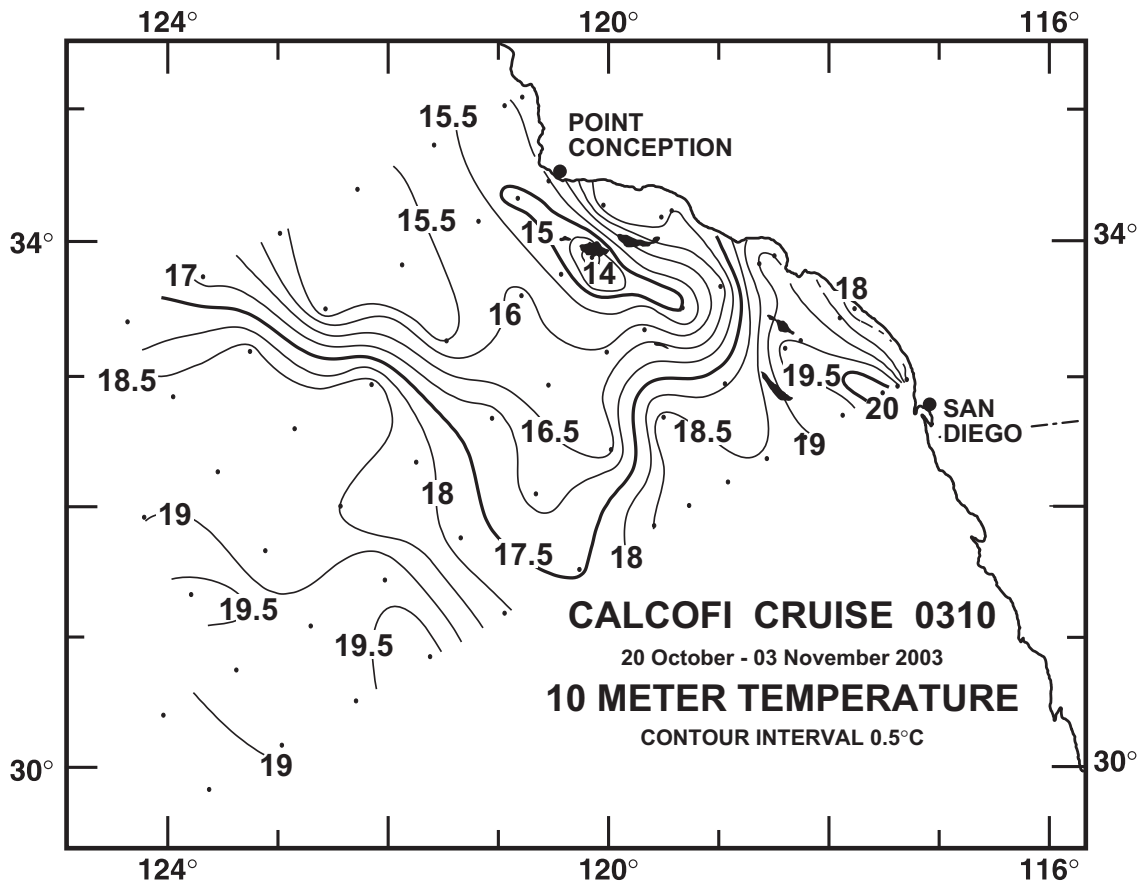 124° 120° 116°
15.5
POINT
CONCEPTION
15.5
34° 15 34°
14
17
18
16
18.5
19.5
20
SAN
DIEGO
16.5 18.5 19
18
19
17.5 18
19.5
19.5
CALCOFI CRUISE 0310
20 October - 03 November 2003
10 METER TEMPERATURE
CONTOUR INTERVAL 0.5°C
19
30° 30°
124° 120° 116°